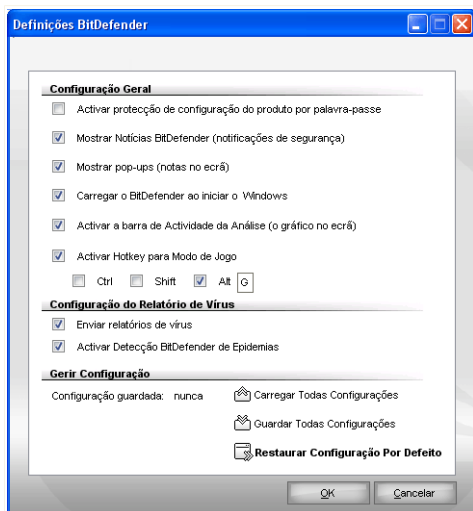 Definições BitDefender
Configuração Geral
Activar protecção de configuração do produto por palavra-passe
Mostrar Notícias BitDefender (notificações de segurança)
Mostrar pop-ups (notas no ecrã)
Carregar o BitDefender ao iniciar o Windows
Activar a barra de Actividade da Análise (o gráfico no ecrã)
Activar Hotkey para Modo de Jogo
Ctrl Shift Alt G
Configuração do Relatório de Vírus
Enviar relatórios de vírus
Activar Detecção BitDefender de Epidemias
Gerir Configuração
Configuração guardada: nunca Carregar Todas Configurações
Guardar Todas Configurações
Restaurar Configuração Por Defeito
OK Cancelar